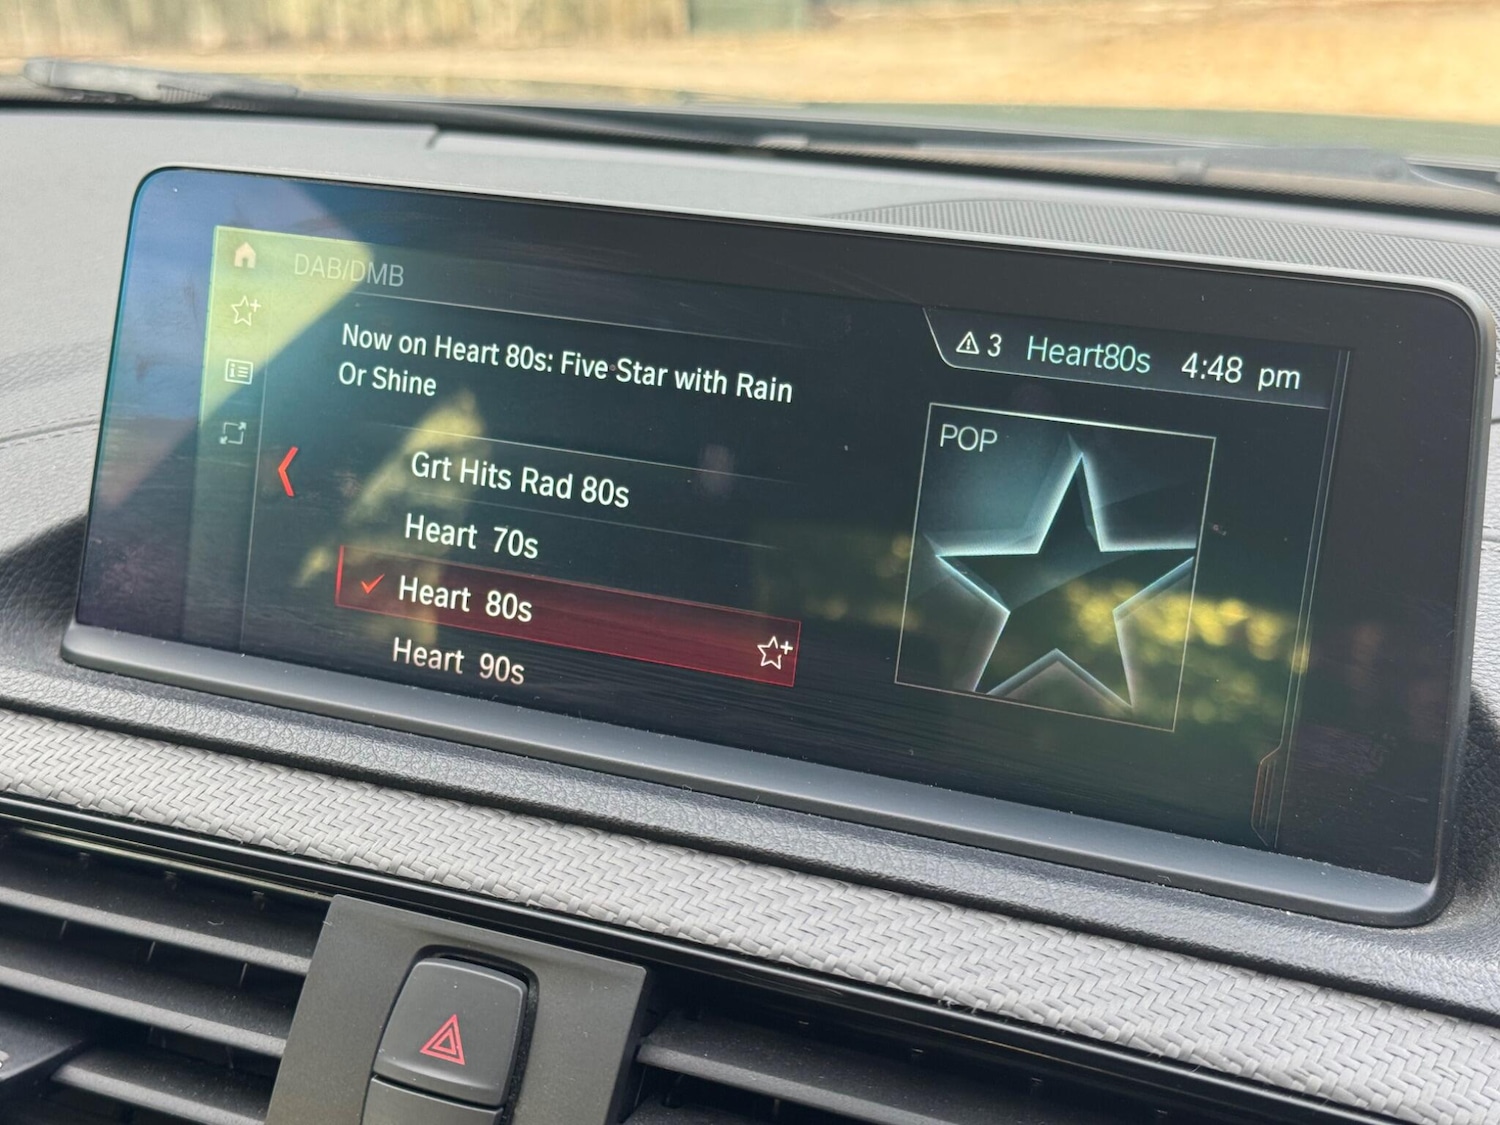 DAB/DMB
3 Heart80s 4:48 pm
Now on Heart 80s: Five Star with Rain
Or Shine
POP
Grt Hits Rad 80s
Heart 70s
Heart 80s
Heart 90s